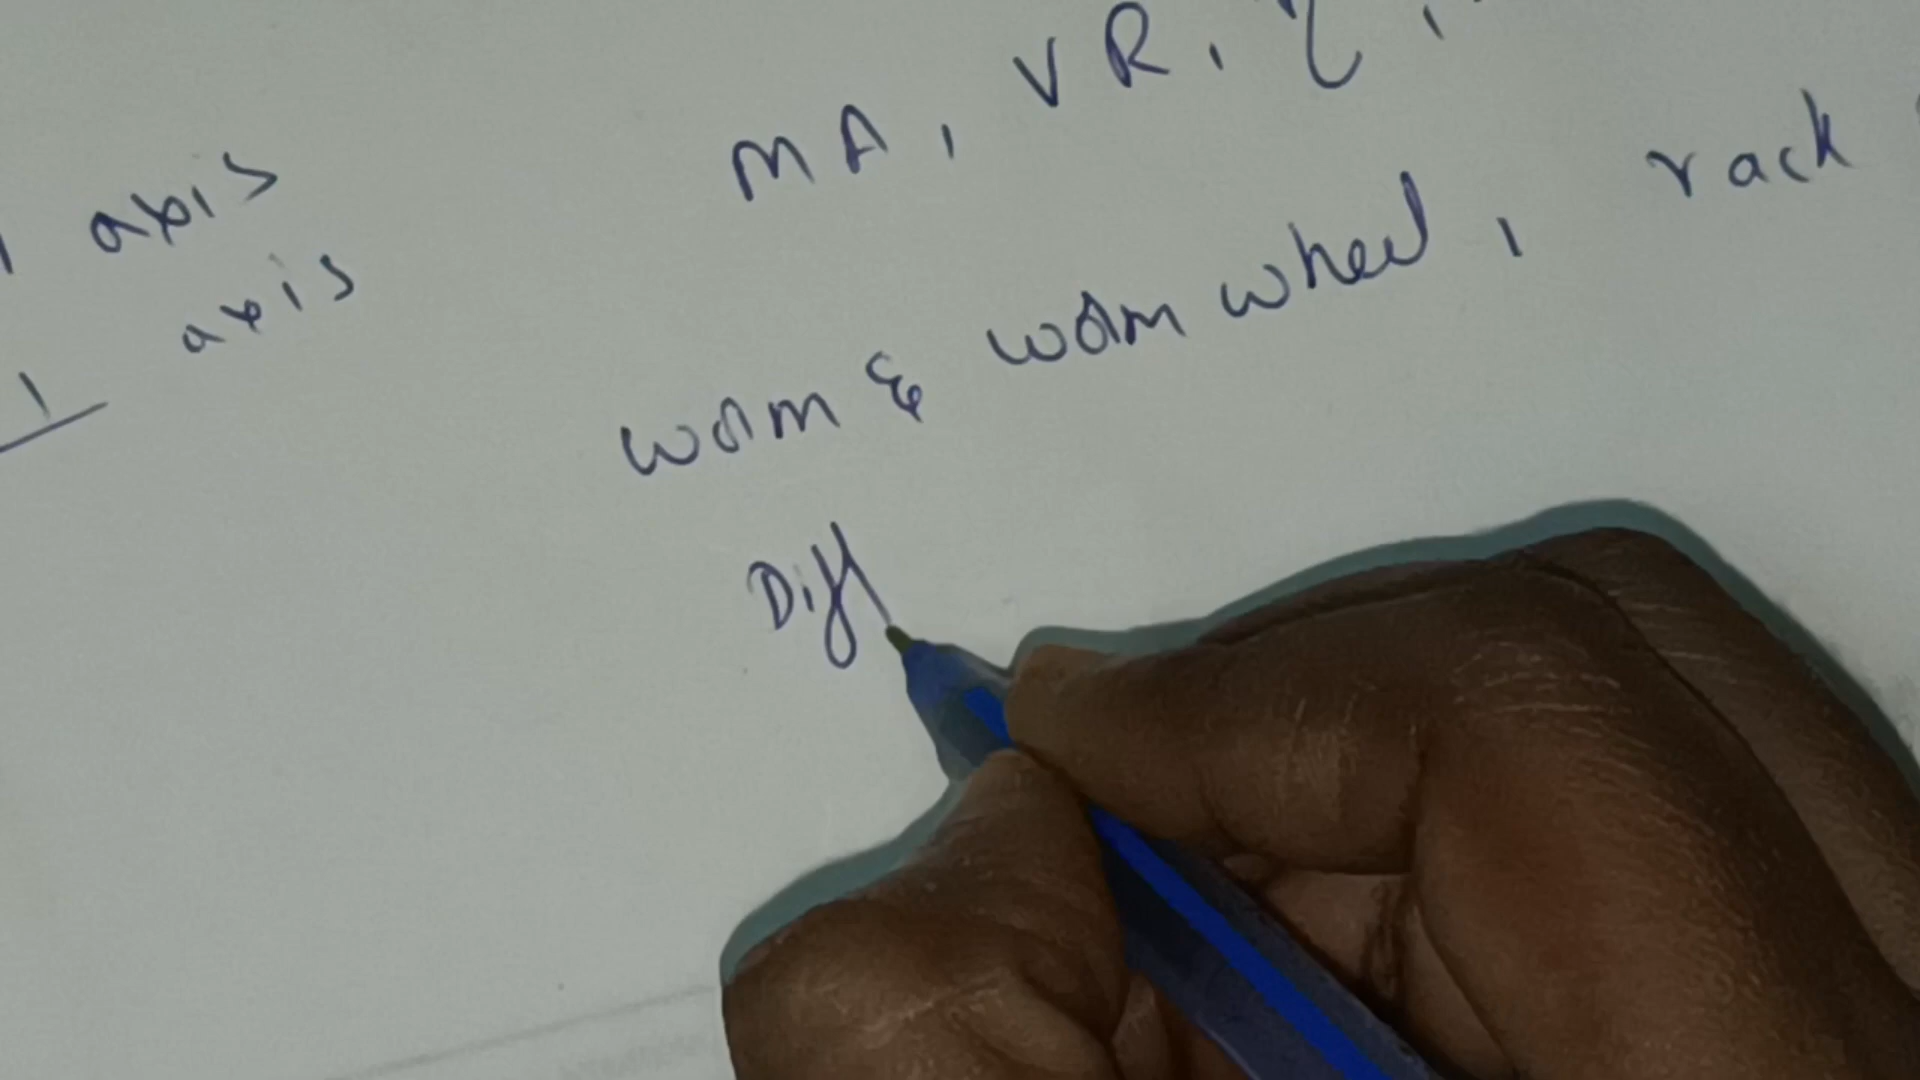 axis
axis
MA, VR, η,
worm & worm wheel, rack
Diff